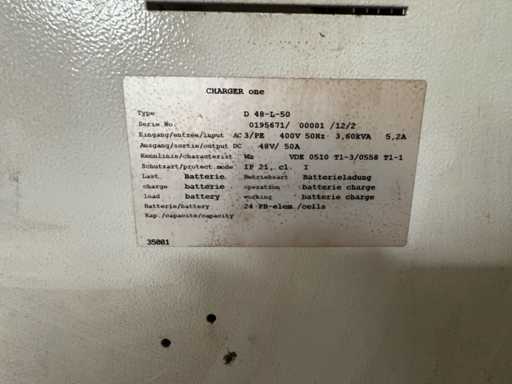 CHARGER one
Type D 48-L-50
Serie No. 0195671/ 00001 /12/2
Eingang/entrée/input AC 3/PE 400V 50Hz 3,60kVA 5,2A
Ausgang/sortie/output DC 48V/ 50A
Kennlinie/characterist Wa VDE 0510 T1-3/0558 T1-1
Schutzart/protect.mode IP 21, cl. I
Last Batterie Betriebsart Batterieladung
charge batterie operation batterie charge
load battery working batterie charge
Batterie/battery 24 PB-elem./cells
Kap./capacite/capacity
35001